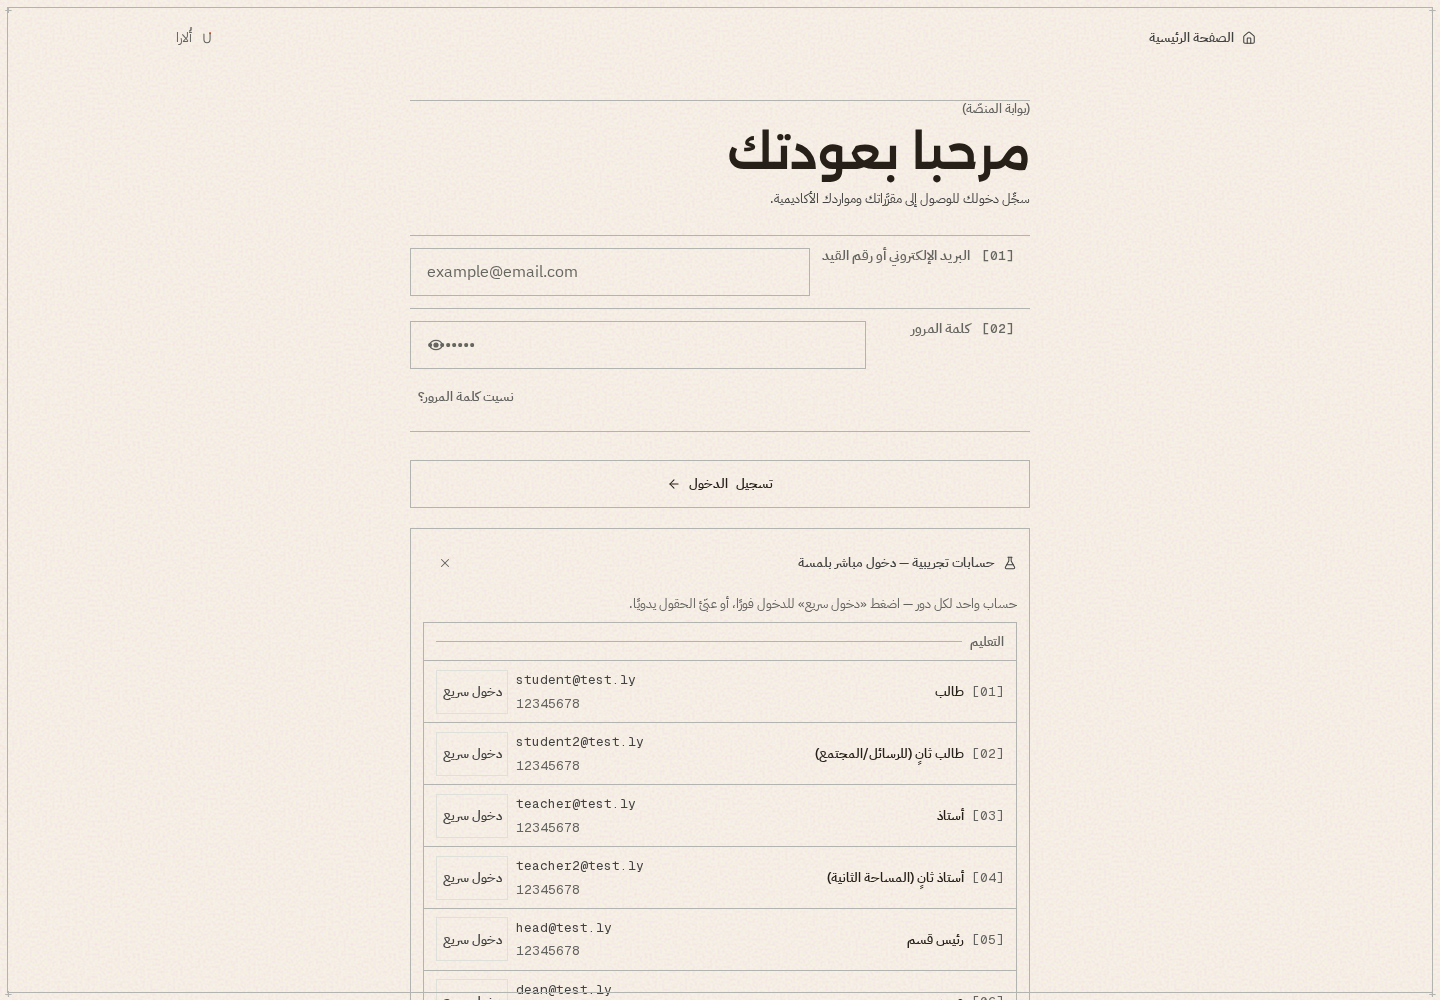 الصفحة الرئيسية
أُلارا
(بوابة المنصّة)
مرحبا بعودتك
سجِّل دخولك للوصول إلى مقرَّراتك ومواردك الأكاديمية.
[01] البريد الإلكتروني أو رقم القيد
example@email.com
[02] كلمة المرور
نسيت كلمة المرور؟
تسجيل الدخول ←
حسابات تجريبية — دخول مباشر بلمسة
حساب واحد لكل دور — اضغط «دخول سريع» للدخول فورًا، أو عبّئ الحقول يدويًا.
التعليم
[01] طالب
student@test.ly
12345678
دخول سريع
[02] طالب ثانٍ (للرسائل/المجتمع)
student2@test.ly
12345678
دخول سريع
[03] أستاذ
teacher@test.ly
12345678
دخول سريع
[04] أستاذ ثانٍ (المساحة الثانية)
teacher2@test.ly
12345678
دخول سريع
[05] رئيس قسم
head@test.ly
12345678
دخول سريع
dean@test.ly